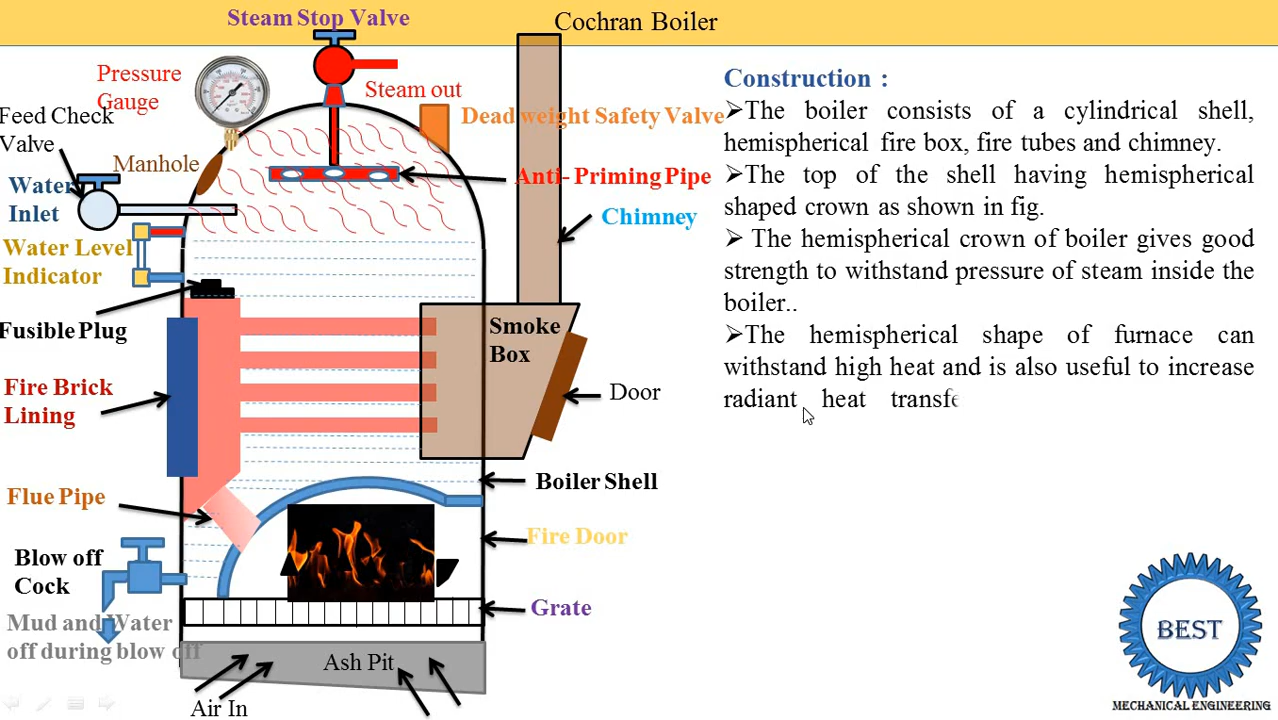 Steam Stop Valve
Cochran Boiler
Pressure
Gauge
Steam out
Feed Check
Valve
Dead weight Safety Valve
Manhole
Anti- Priming Pipe
Water
Inlet
Chimney
Water Level
Indicator
Fusible Plug
Smoke
Box
Fire Brick
Lining
Door
Boiler Shell
Flue Pipe
Fire Door
Blow off
Cock
Grate
Mud and Water
off during blow off
Ash Pit
Air In
Construction :
➢The boiler consists of a cylindrical shell,
hemispherical fire box, fire tubes and chimney.
➢The top of the shell having hemispherical
shaped crown as shown in fig.
➢ The hemispherical crown of boiler gives good
strength to withstand pressure of steam inside the
boiler..
➢The hemispherical shape of furnace can
withstand high heat and is also useful to increase
radiant heat transfe
BEST
MECHANICAL ENGINEERING